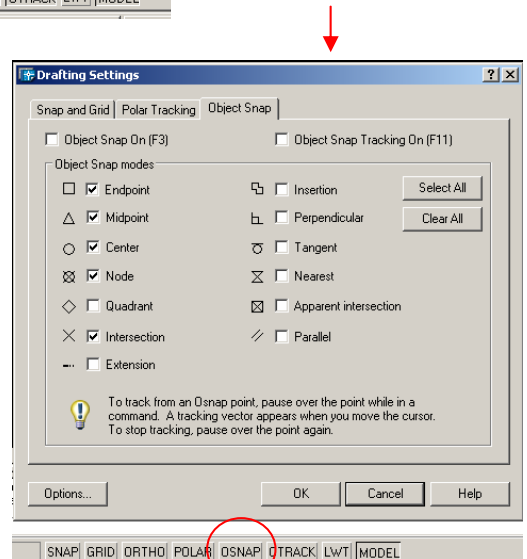 OTRACK LWT MODEL
Drafting Settings
Snap and Grid Polar Tracking Object Snap
Object Snap On (F3) Object Snap Tracking On (F11)
Object Snap modes
Endpoint Insertion Select All
Midpoint Perpendicular Clear All
Center Tangent
Node Nearest
Quadrant Apparent intersection
Intersection Parallel
Extension
To track from an Osnap point, pause over the point while in a
command. A tracking vector appears when you move the cursor.
To stop tracking, pause over the point again.
Options... OK Cancel Help
SNAP GRID ORTHO POLAR OSNAP OTRACK LWT MODEL